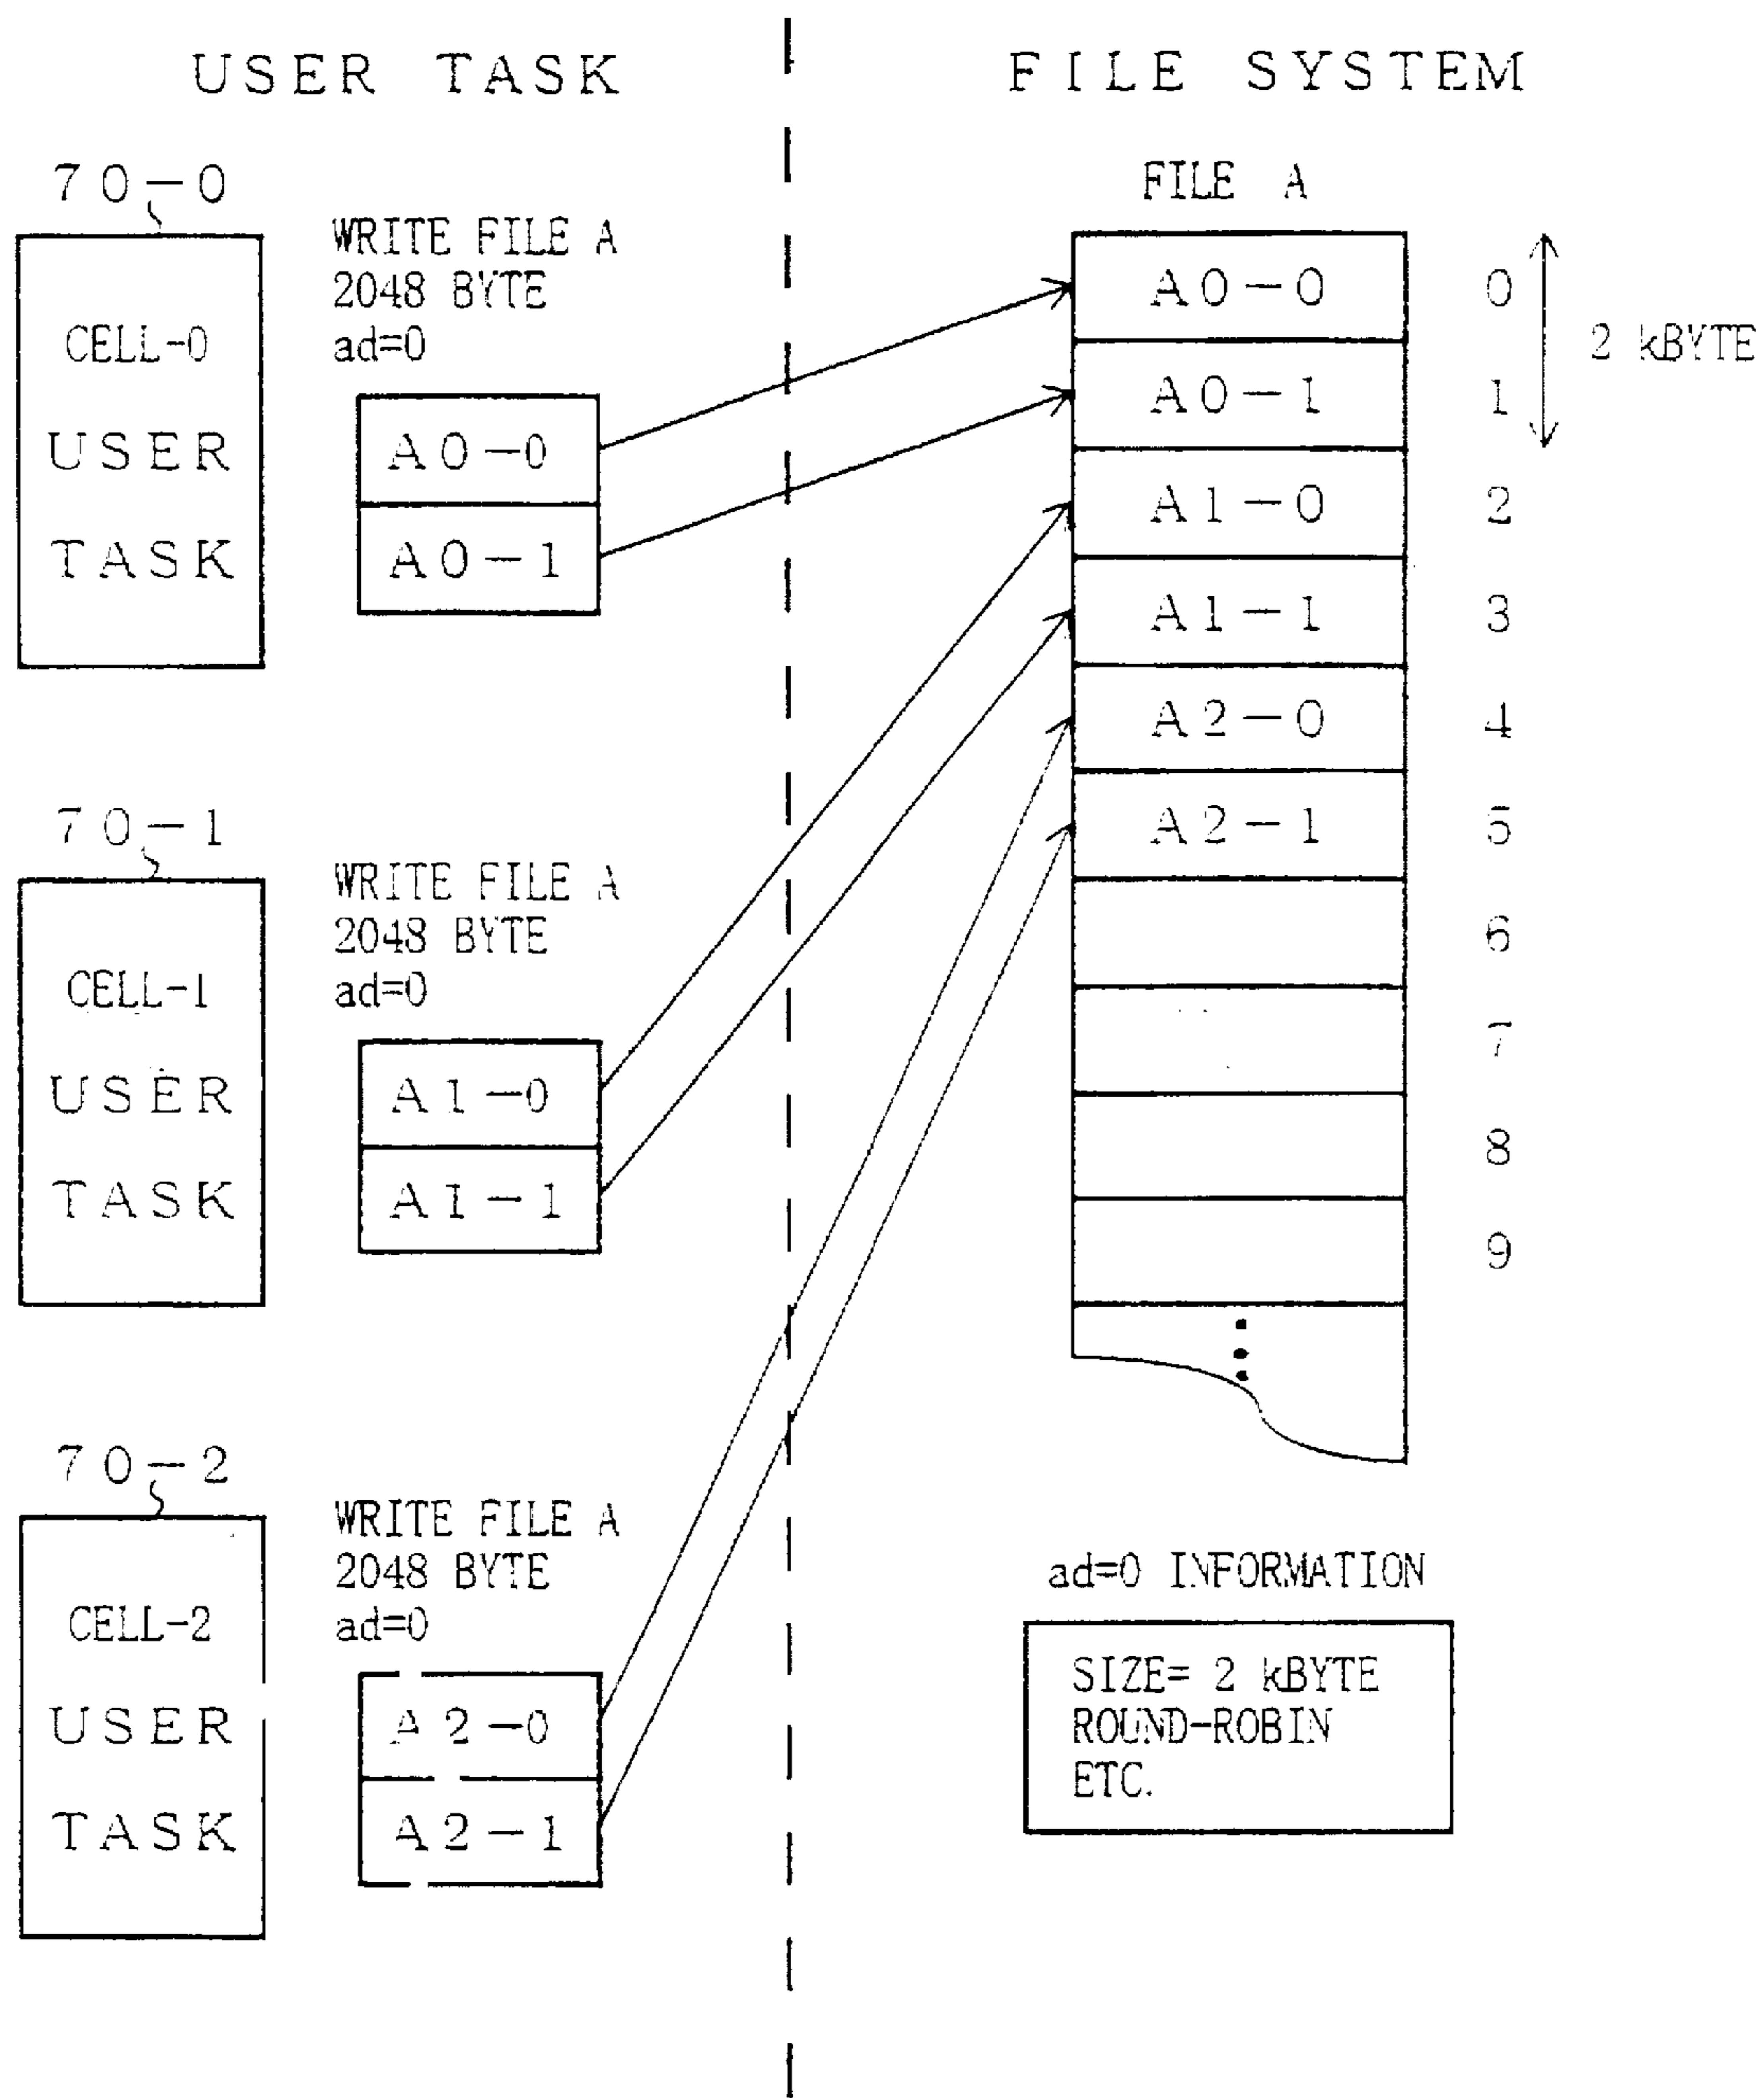 USER TASK
FILE SYSTEM
70-0
CELL-0
USER
TASK
WRITE FILE A
2048 BYTE
ad=0
A0-0
A0-1
70-1
CELL-1
USER
TASK
WRITE FILE A
2048 BYTE
ad=0
A1-0
A1-1
70-2
CELL-2
USER
TASK
WRITE FILE A
2048 BYTE
ad=0
A2-0
A2-1
FILE A
A0-0 0
A0-1 1
2 kBYTE
A1-0 2
A1-1 3
A2-0 4
A2-1 5
6
7
8
9
ad=0 INFORMATION
SIZE= 2 kBYTE
ROUND-ROBIN
ETC.